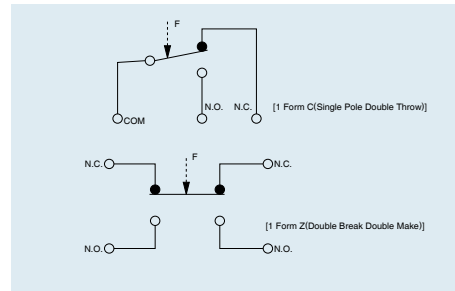 F
COM
N.O. N.C. [1 Form C(Single Pole Double Throw)]
N.C. F N.C.
[1 Form Z(Double Break Double Make)]
N.O. N.O.